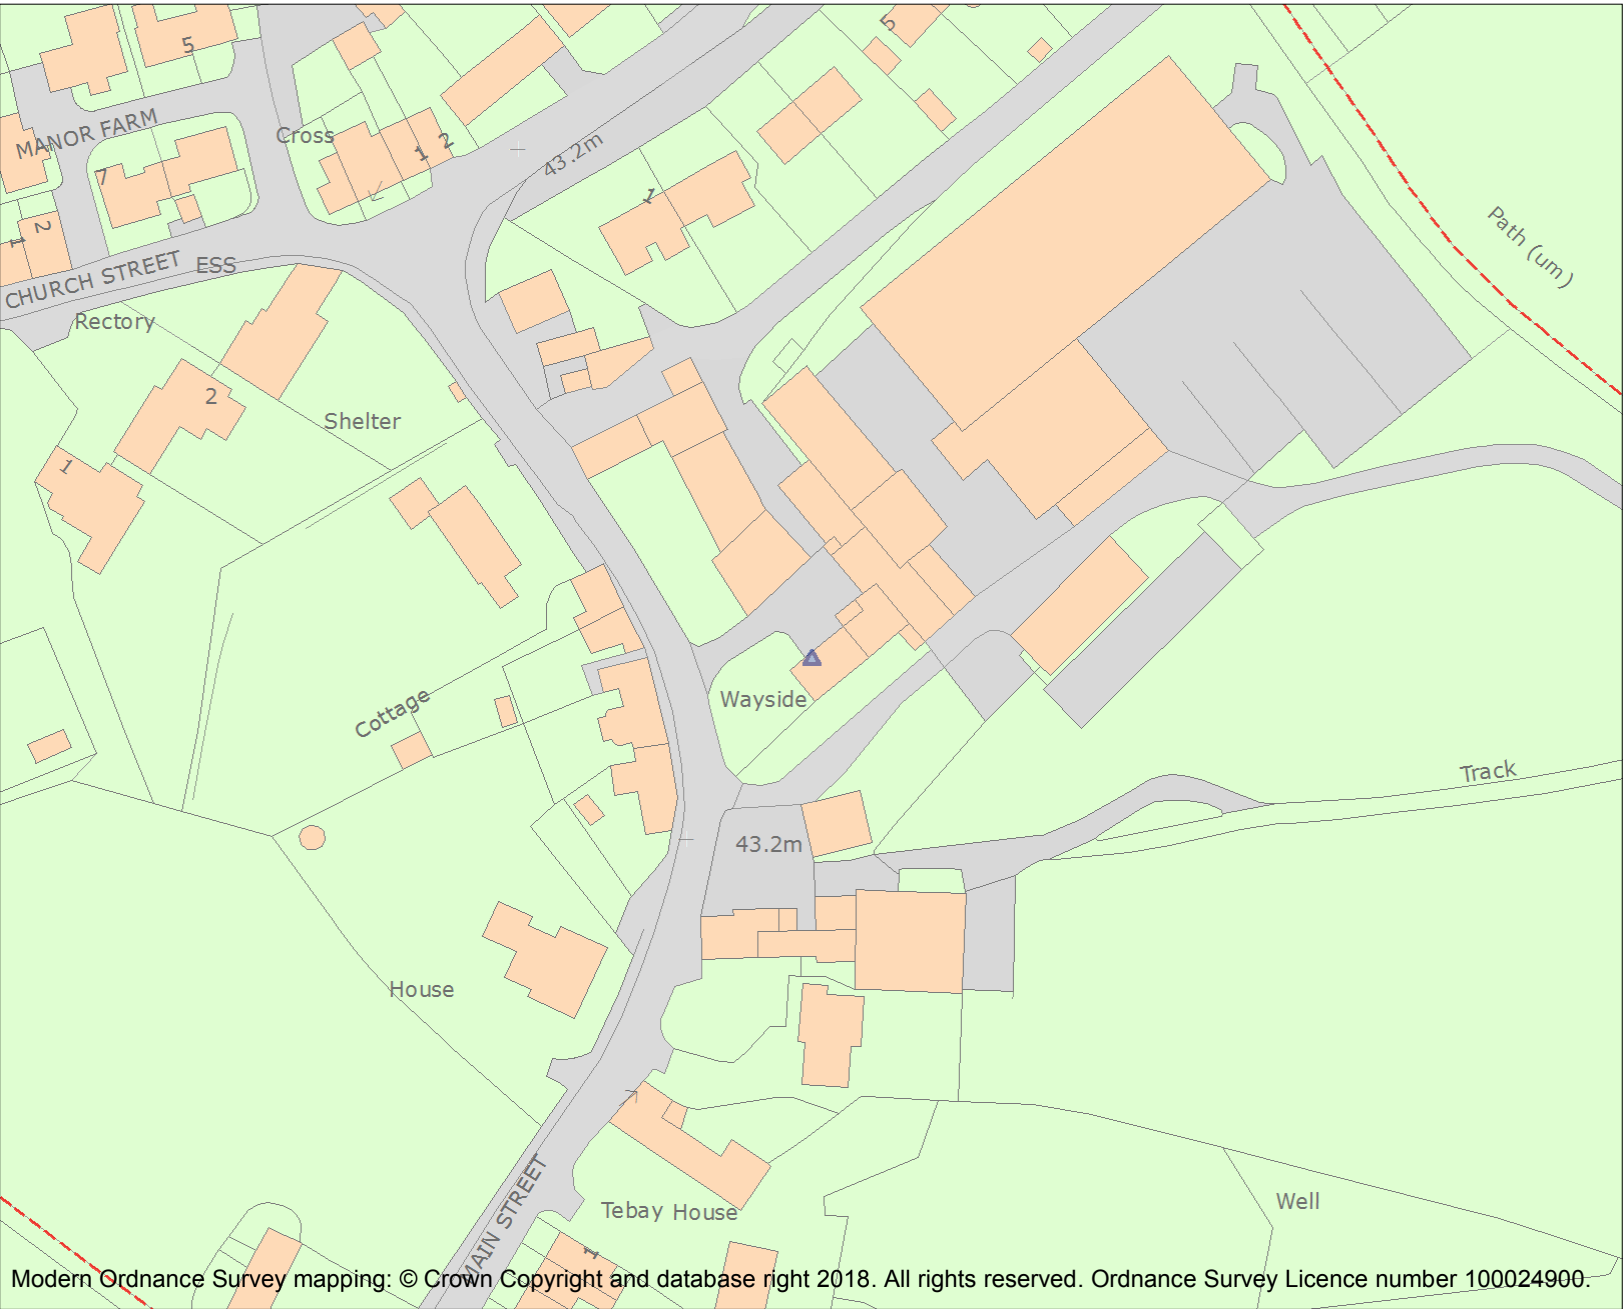 5
5
MANOR FARM
Cross
1
2
43.2m
7
1
2
1
CHURCH STREET
ESS
Rectory
Path (um)
2
Shelter
1
Wayside
Cottage
Track
43.2m
House
7
Tebay House
Well
MAIN STREET
1
Modern Ordnance Survey mapping: © Crown Copyright and database right 2018. All rights reserved. Ordnance Survey Licence number 100024900.